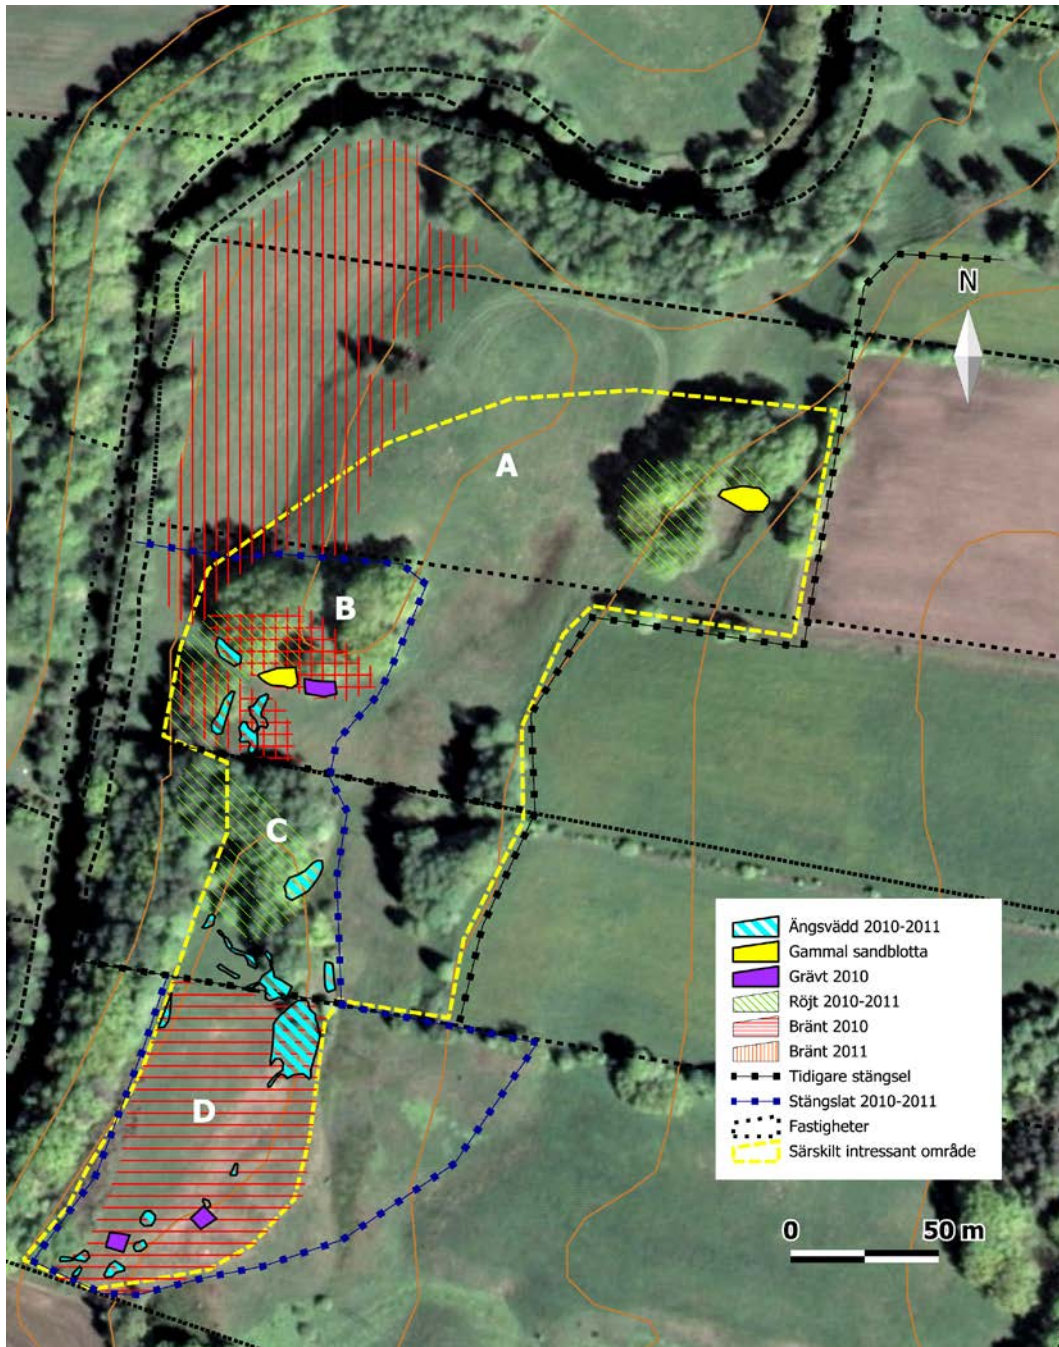 N
A
B
C
D
Ängsvädd 2010-2011
Gammal sandblotta
Grävt 2010
Röjt 2010-2011
Bränt 2010
Bränt 2011
Tidigare stängsel
Stängslat 2010-2011
Fastigheter
Särskilt intressant område
0 50 m